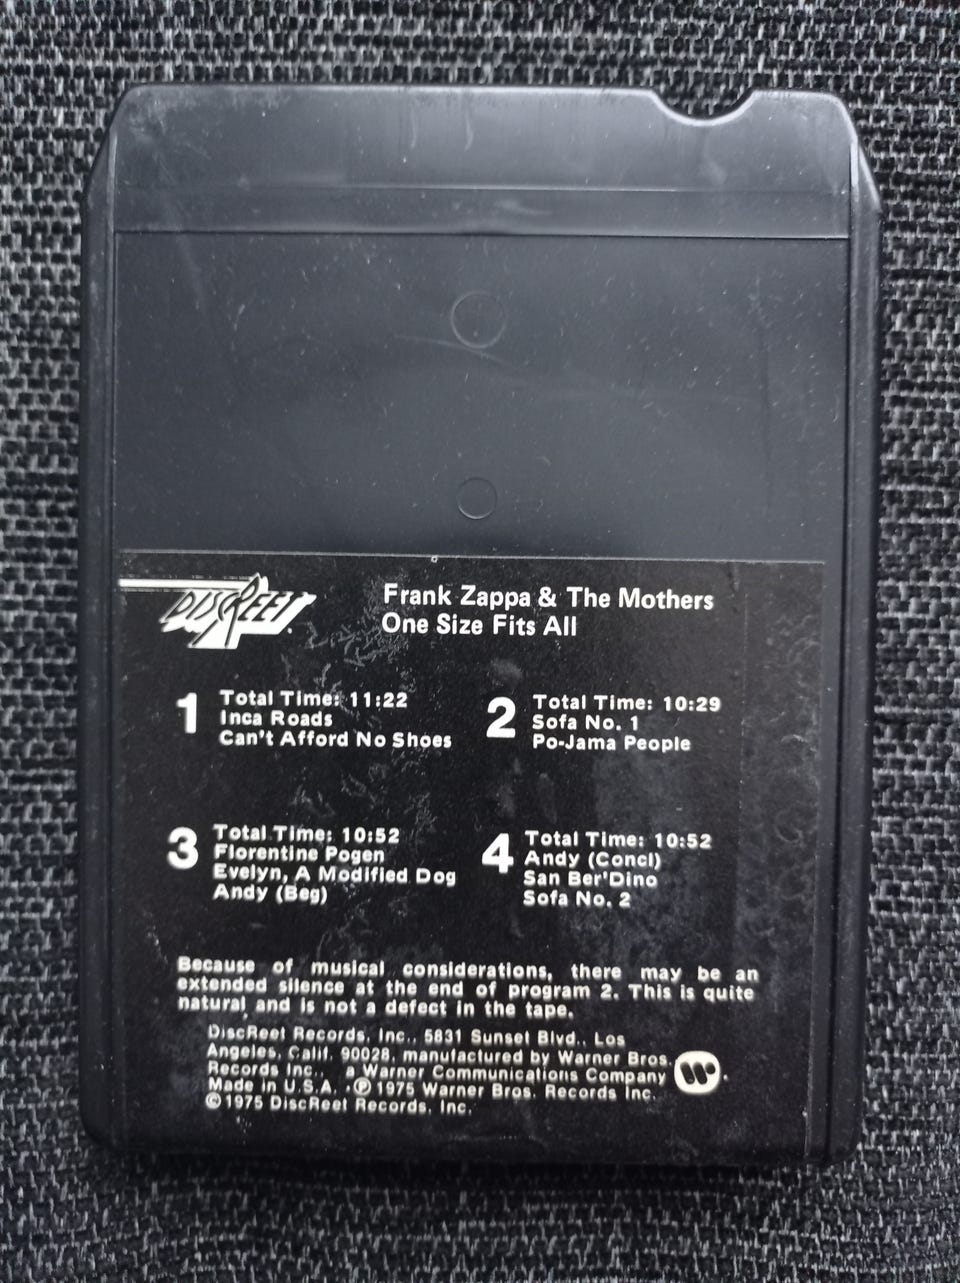 DISCREET
Frank Zappa & The Mothers
One Size Fits All
1
Total Time: 11:22
Inca Roads
Can't Afford No Shoes
2
Total Time: 10:29
Sofa No. 1
Po-Jama People
3
Total Time: 10:52
Florentine Pogen
Evelyn, A Modified Dog
Andy (Beg)
4
Total Time: 10:52
Andy (Concl)
San Ber'Dino
Sofa No. 2
Because of musical considerations, there may be an
extended silence at the end of program 2. This is quite
natural and is not a defect in the tape.
DiscReet Records, Inc., 5831 Sunset Blvd., Los
Angeles, Calif. 90028, manufactured by Warner Bros.
Records Inc., a Warner Communications Company
Made in U.S.A. · ℗ 1975 Warner Bros. Records Inc.
© 1975 DiscReet Records, Inc.